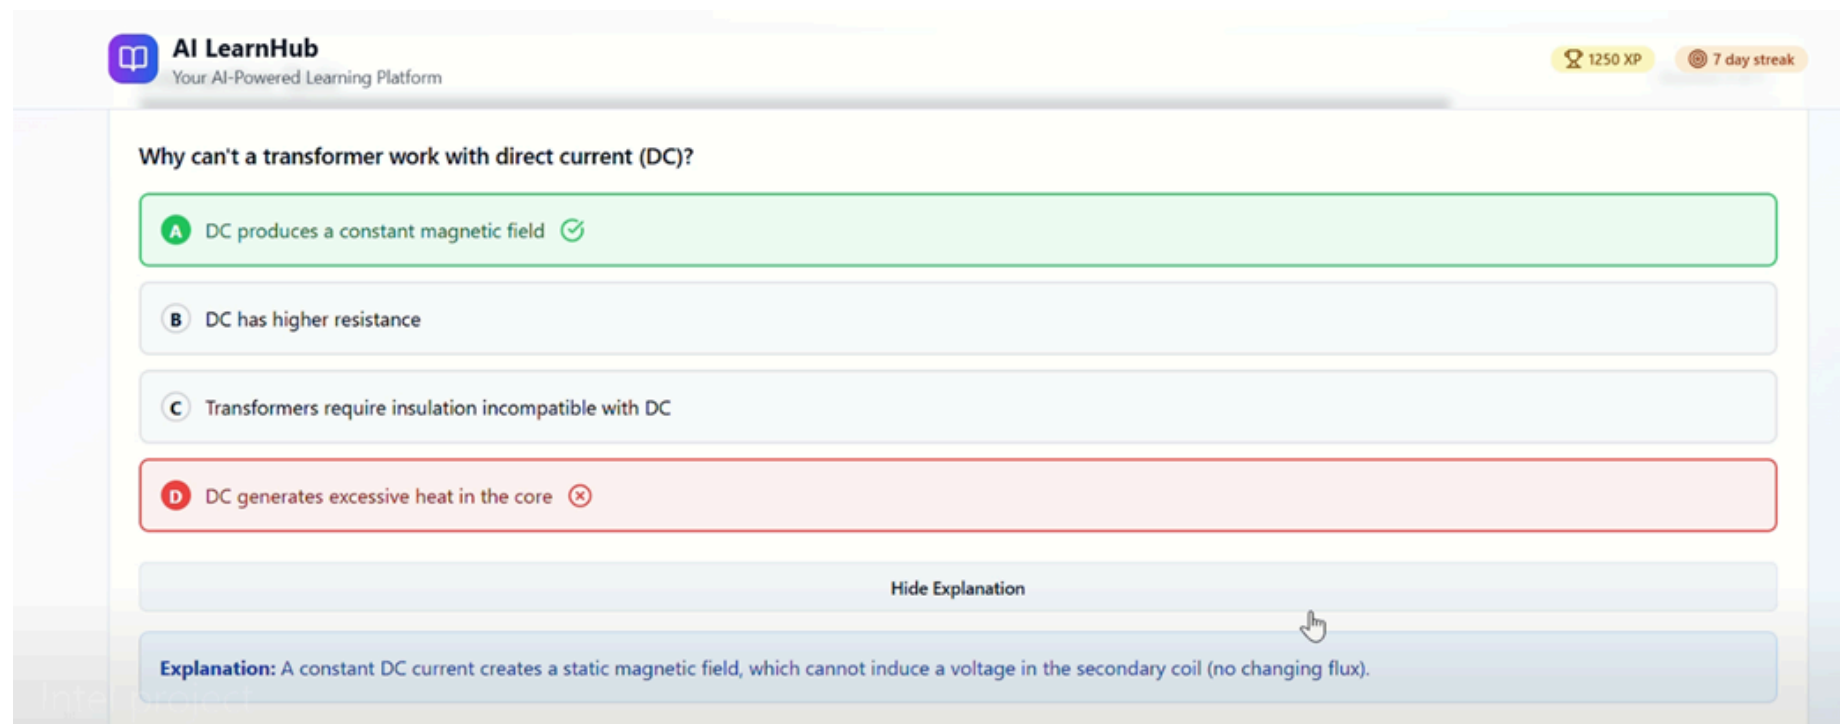 AI LearnHub
Your AI-Powered Learning Platform
1250 XP
7 day streak
Why can't a transformer work with direct current (DC)?
A DC produces a constant magnetic field
B DC has higher resistance
C Transformers require insulation incompatible with DC
D DC generates excessive heat in the core
Hide Explanation
Explanation: A constant DC current creates a static magnetic field, which cannot induce a voltage in the secondary coil (no changing flux).
Intel project